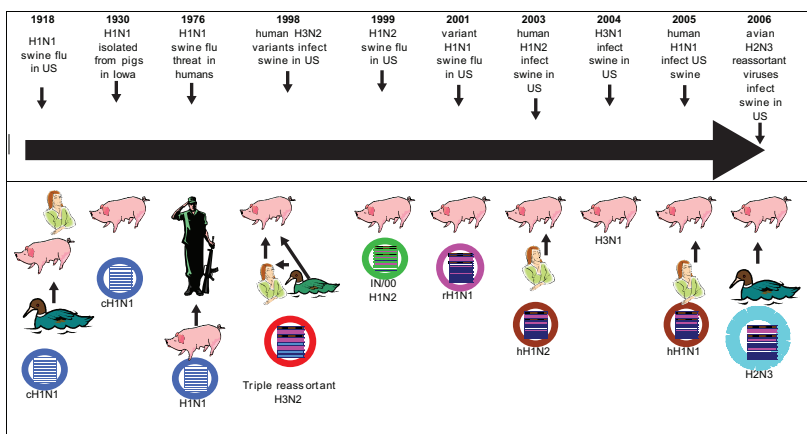 1918
H1N1
swine flu
in US
1930
H1N1
isolated
from pigs
in Iowa
1976
H1N1
swine flu
threat in
humans
1998
human H3N2
variants infect
swine in US
1999
H1N2
swine flu in
US
2001
variant
H1N1
swine flu
in US
2003
human
H1N2
infect
swine in
US
2004
H3N1
infect
swine in
US
2005
human
H1N1
infect US
swine
2006
avian
H2N3
reassortant
viruses
infect
swine in
US
cH1N1
cH1N1
H1N1
Triple reassortant
H3N2
IN/00
H1N2
rH1N1
hH1N2
H3N1
hH1N1
H2N3